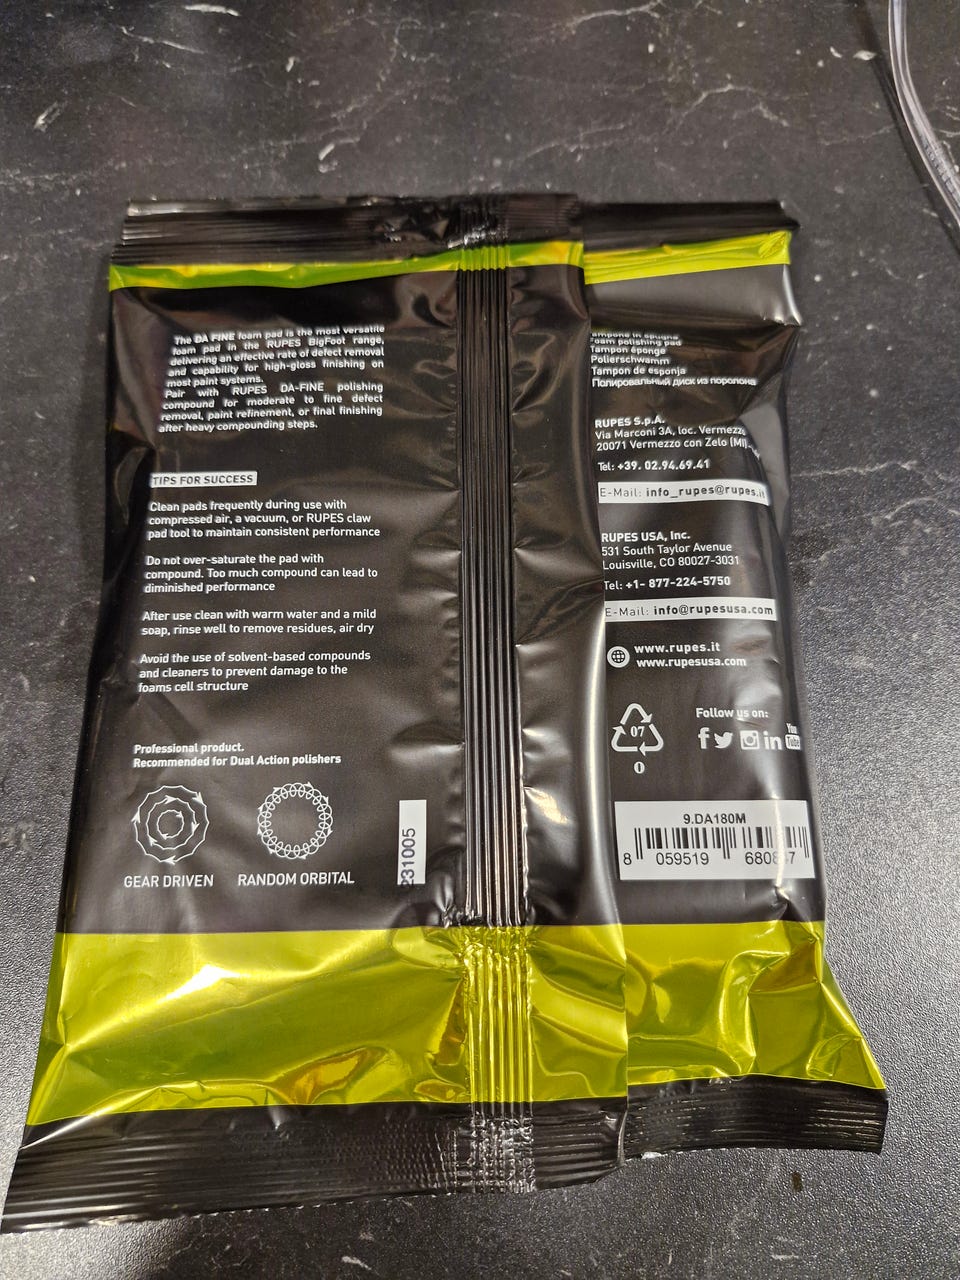 The DA FINE foam pad is the most versatile
foam pad in the RUPES BigFoot range,
delivering an effective rate of defect removal
and capability for high-gloss finishing on
most paint systems.
Pair with RUPES DA-FINE polishing
compound for moderate to fine defect
removal, paint refinement, or final finishing
after heavy compounding steps.
TIPS FOR SUCCESS
Clean pads frequently during use with
compressed air, a vacuum, or RUPES claw
pad tool to maintain consistent performance
Do not over-saturate the pad with
compound. Too much compound can lead to
diminished performance
After use clean with warm water and a mild
soap, rinse well to remove residues, air dry
Avoid the use of solvent-based compounds
and cleaners to prevent damage to the
foams cell structure
Professional product.
Recommended for Dual Action polishers
GEAR DRIVEN
RANDOM ORBITAL
231005
Foam polishing pad
Tampon éponge
Polierschwamm
Tampon de esponja
Полировальный диск из поролона
RUPES S.p.A.
Via Marconi 3A, loc. Vermezzo
20071 Vermezzo con Zelo (MI)
Tel: +39. 02.94.69.41
E-Mail: info_rupes@rupes.it
RUPES USA, Inc.
531 South Taylor Avenue
Louisville, CO 80027-3031
Tel: +1- 877-224-5750
E-Mail: info@rupesusa.com
www.rupes.it
www.rupesusa.com
07
0
Follow us on:
You
Tube
9.DA180M
8 059519